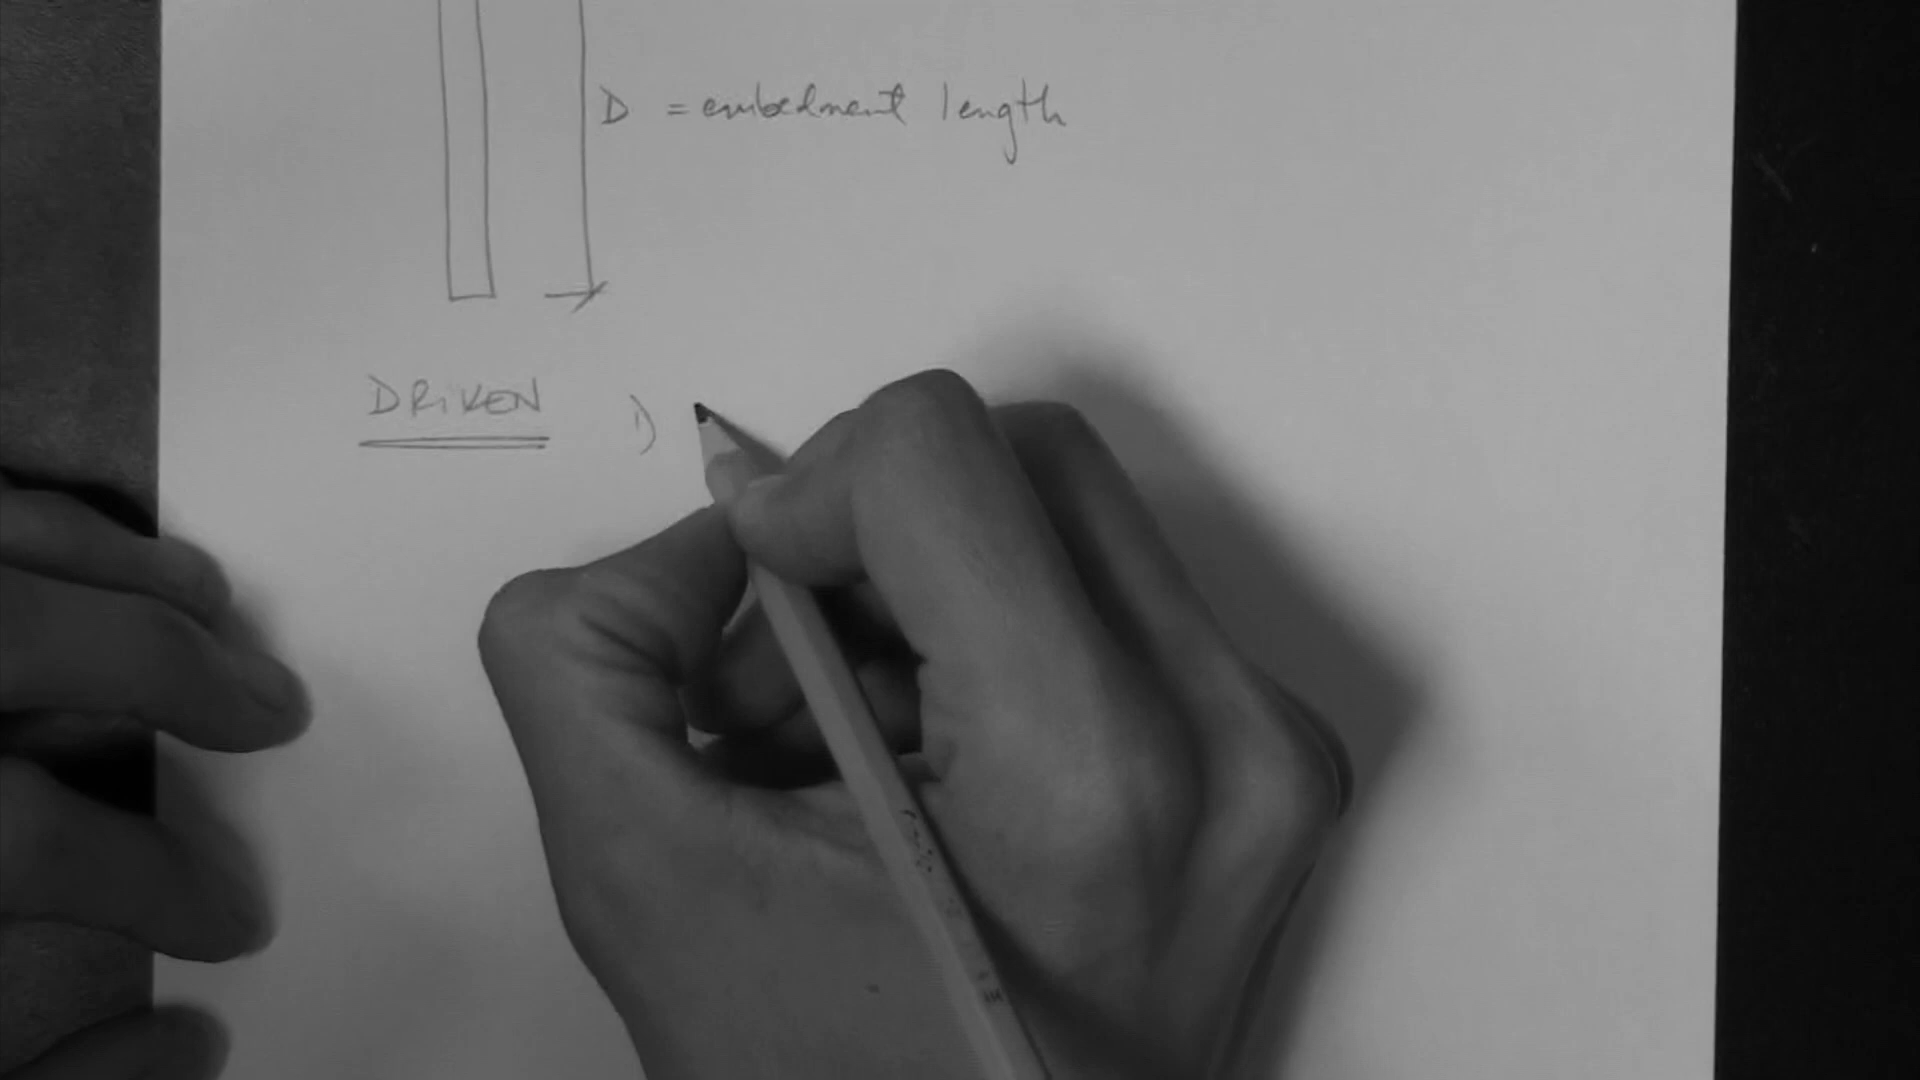 D = embedment length
DRIVEN 1)